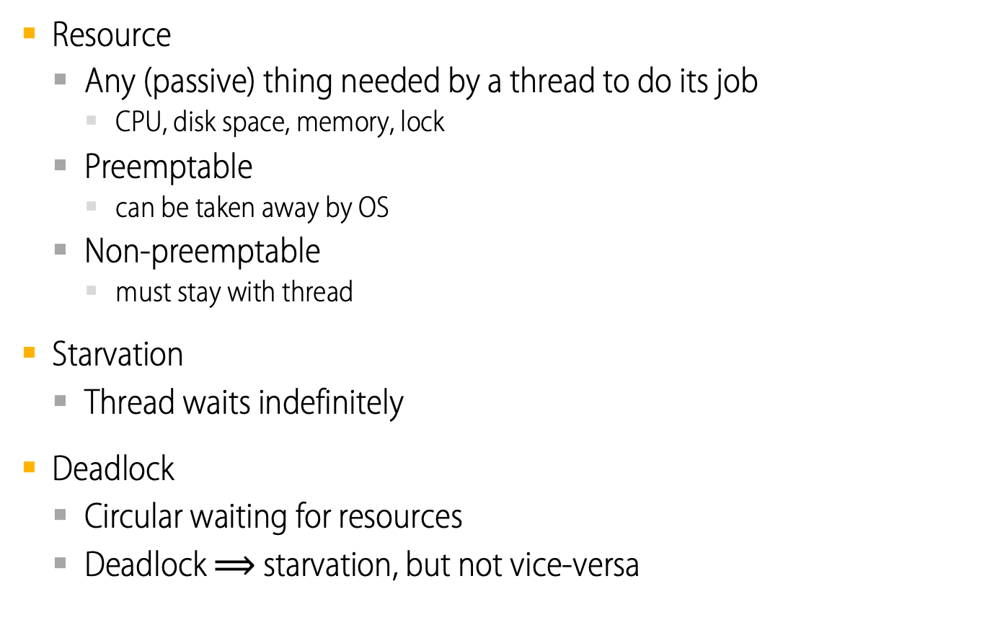 Resource
Any (passive) thing needed by a thread to do its job
CPU, disk space, memory, lock
Preemptable
can be taken away by OS
Non-preemptable
must stay with thread
Starvation
Thread waits indefinitely
Deadlock
Circular waiting for resources
Deadlock ⟹ starvation, but not vice-versa